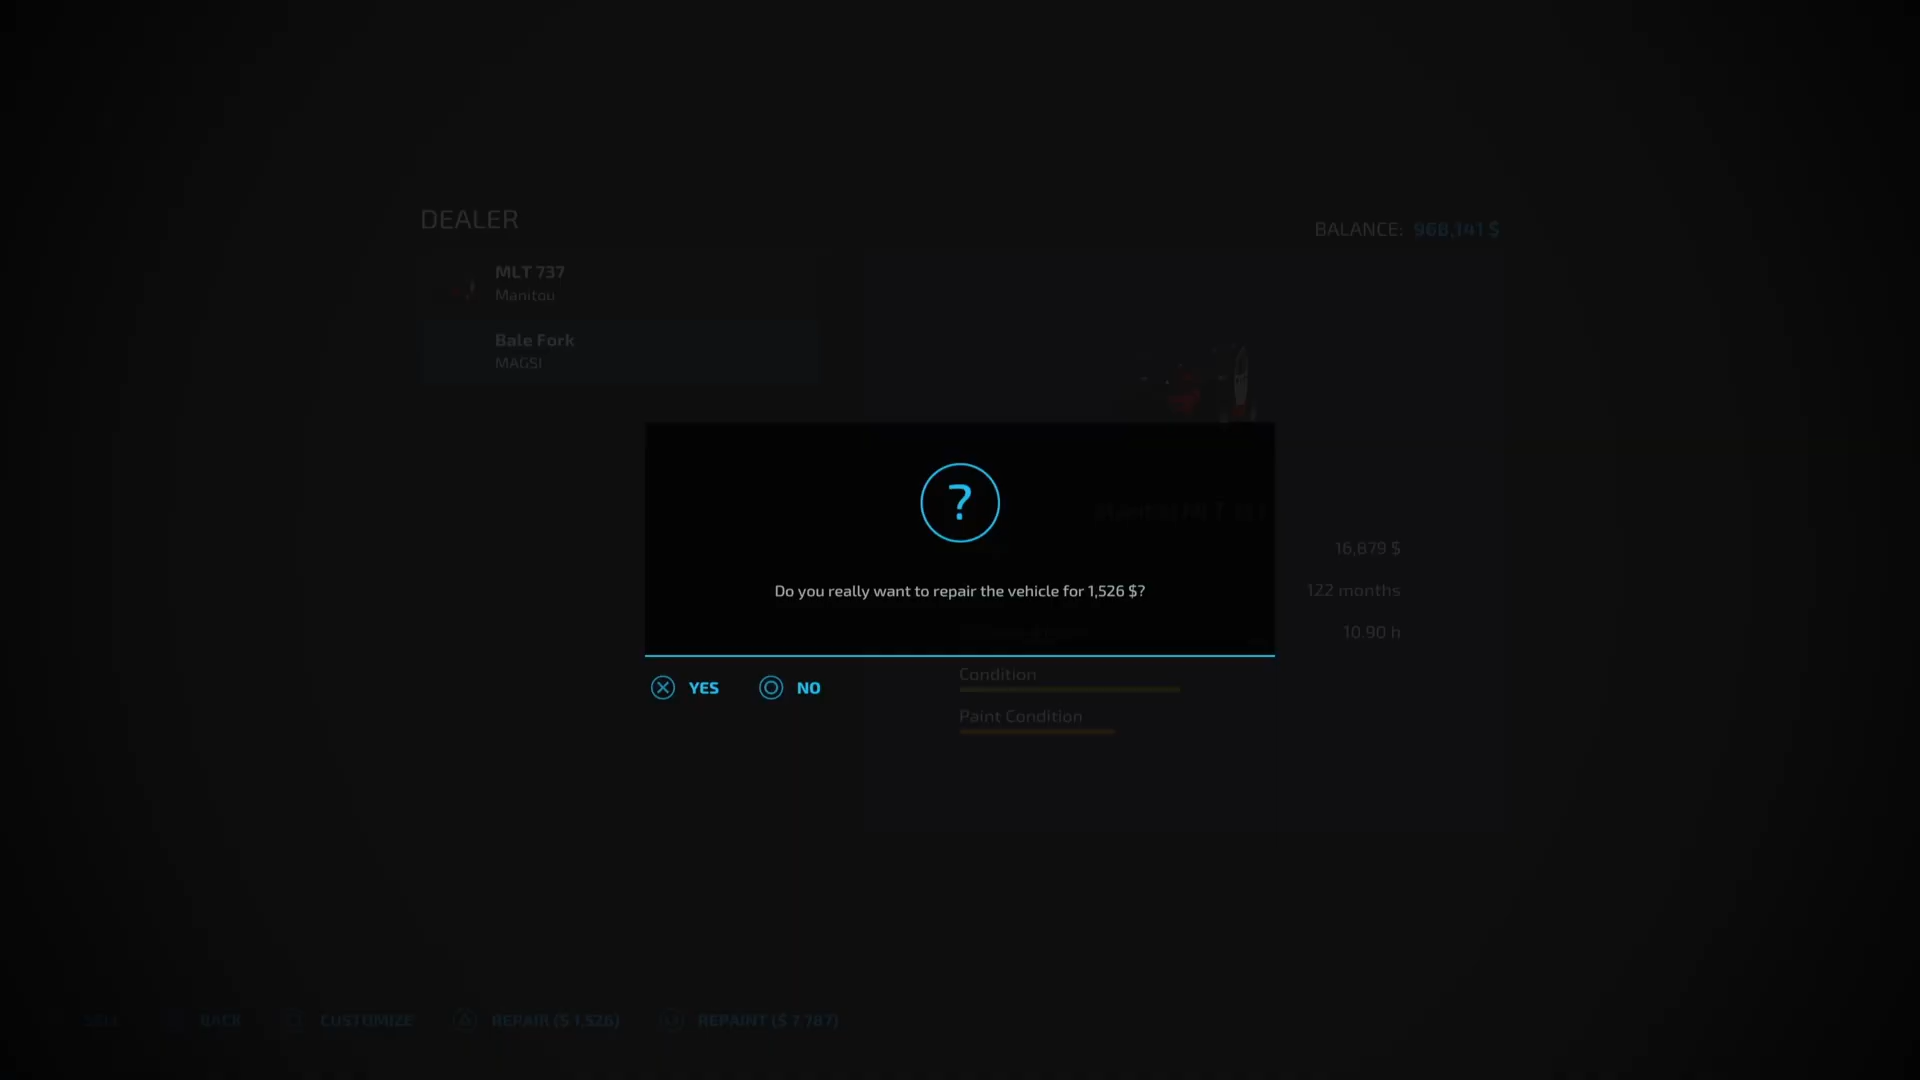 DEALER
BALANCE: 968,141 $
MLT 737
Manitou
Bale Fork
MAGSI
?
16,879 $
Do you really want to repair the vehicle for 1,526 $?
122 months
10.90 h
Condition
YES NO
Paint Condition
SELL BACK CUSTOMIZE REPAIR ($ 1,526) REPAINT ($ 7,787)